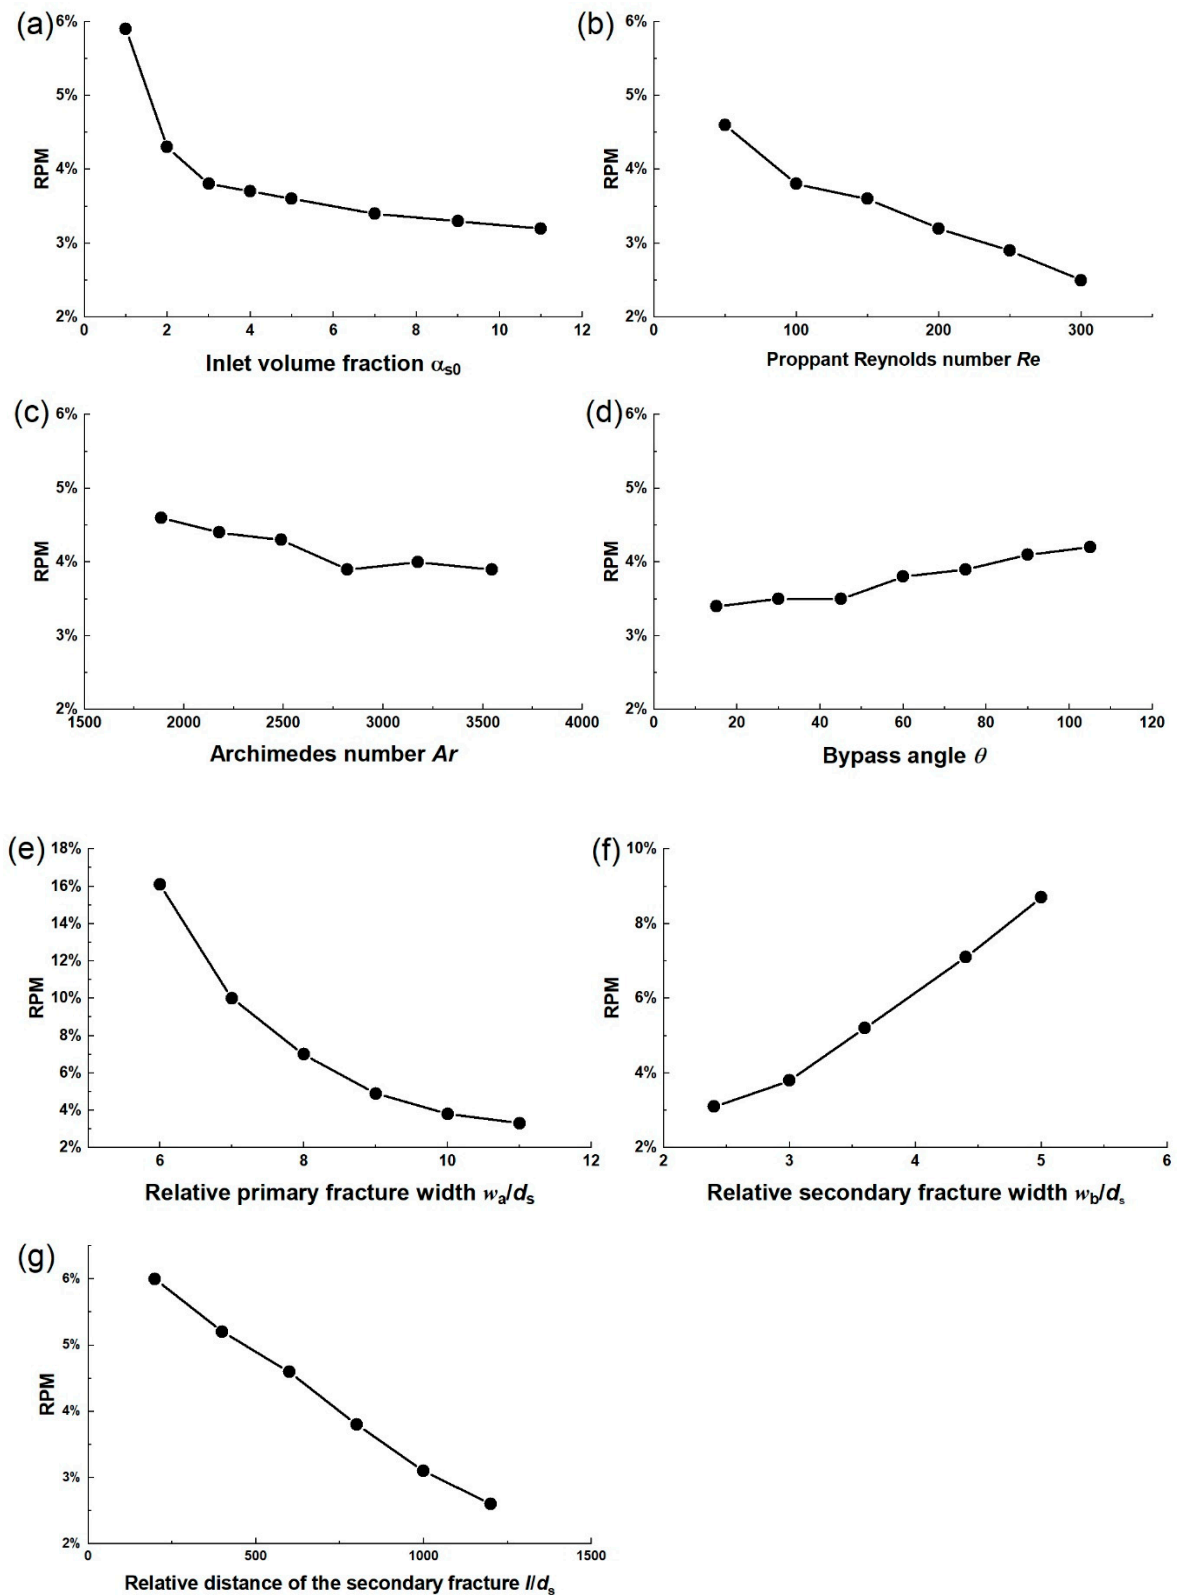 (a)
6%
5%
4%
3%
2%
RPM
0 2 4 6 8 10 12
Inlet volume fraction αs0
(b)
6%
5%
4%
3%
2%
RPM
0 100 200 300
Proppant Reynolds number Re
(c)
6%
5%
4%
3%
2%
RPM
1500 2000 2500 3000 3500 4000
Archimedes number Ar
(d)
6%
5%
4%
3%
2%
RPM
0 20 40 60 80 100 120
Bypass angle θ
(e)
18%
16%
14%
12%
10%
8%
6%
4%
2%
RPM
6 8 10 12
Relative primary fracture width wa/ds
(f)
10%
8%
6%
4%
2%
RPM
2 3 4 5 6
Relative secondary fracture width wb/ds
(g)
6%
5%
4%
3%
2%
RPM
0 500 1000 1500
Relative distance of the secondary fracture l/ds